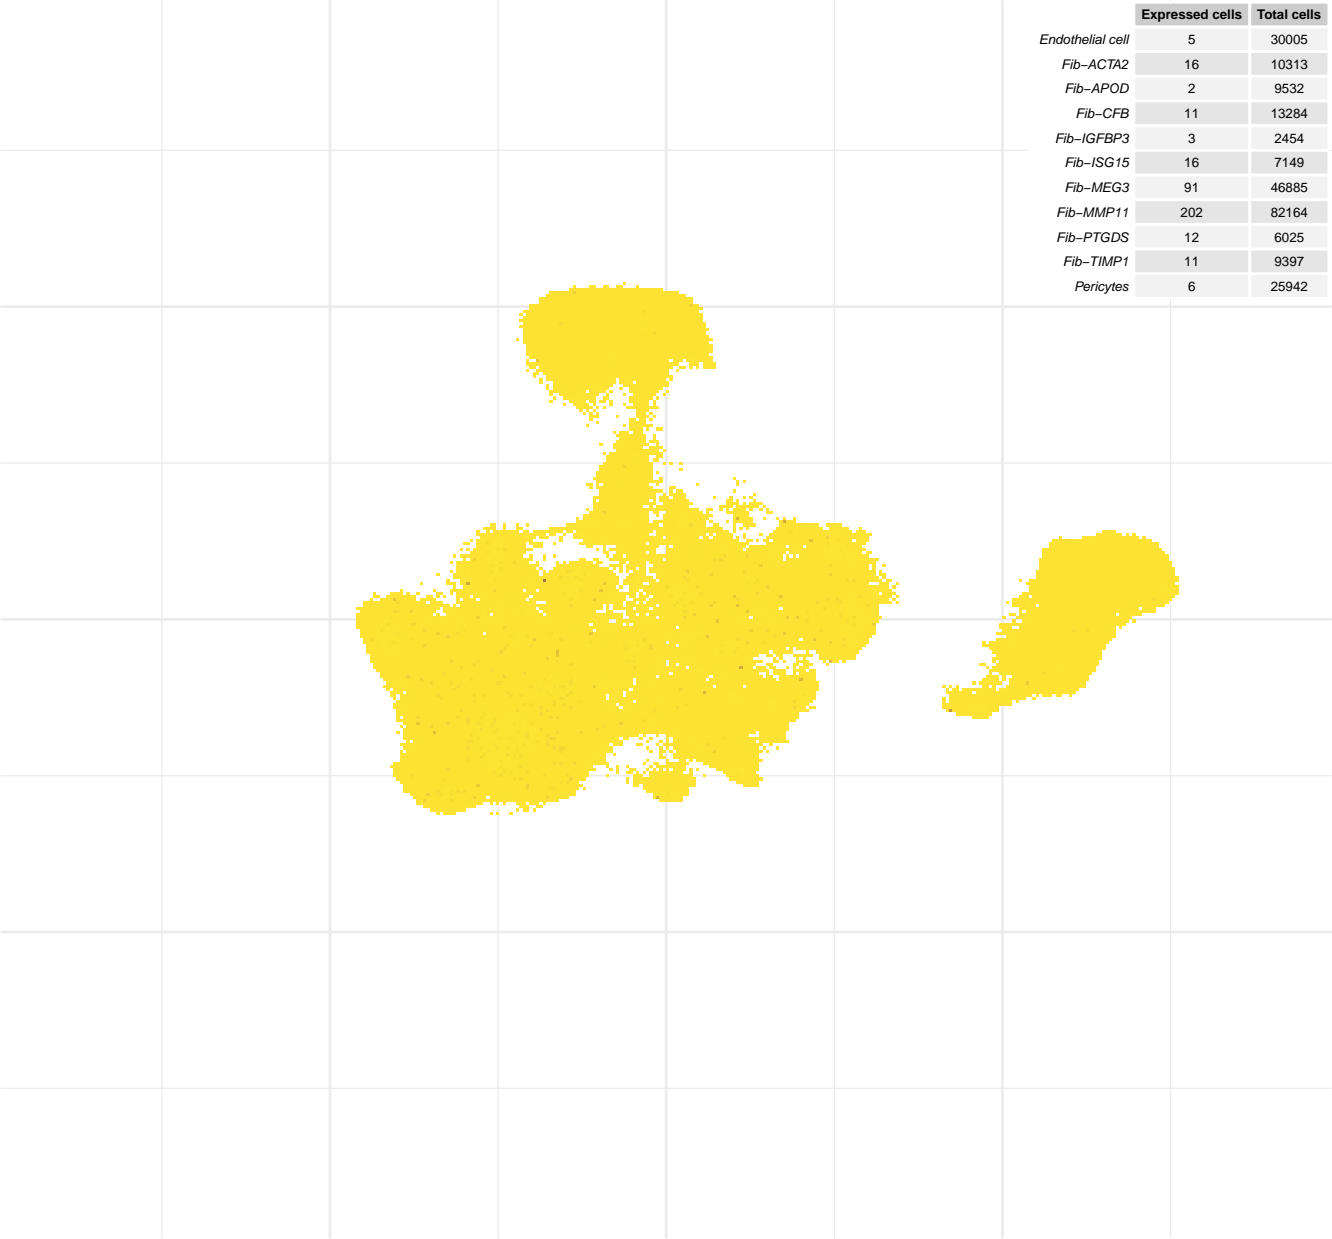 Expressed cells Total cells
Endothelial cell 5 30005
Fib−ACTA2 16 10313
Fib−APOD 2 9532
Fib−CFB 11 13284
Fib−IGFBP3 3 2454
Fib−ISG15 16 7149
Fib−MEG3 91 46885
Fib−MMP11 202 82164
Fib−PTGDS 12 6025
Fib−TIMP1 11 9397
Pericytes 6 25942